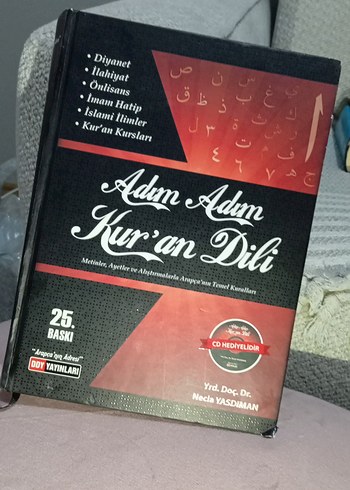 • Diyanet
• İlahiyat
• Önlisans
• İmam Hatip
• İslami İlimler
• Kur'an Kursları
Adım Adım
Kur'an Dili
Metinler, Ayetler ve Alıştırmalarla Arapça'nın Temel Kuralları
25.
BASKI
"Arapça'nın Adresi"
DDY YAYINLARI
CD HEDİYELİDİR
Yrd. Doç. Dr.
Necla YASDIMAN